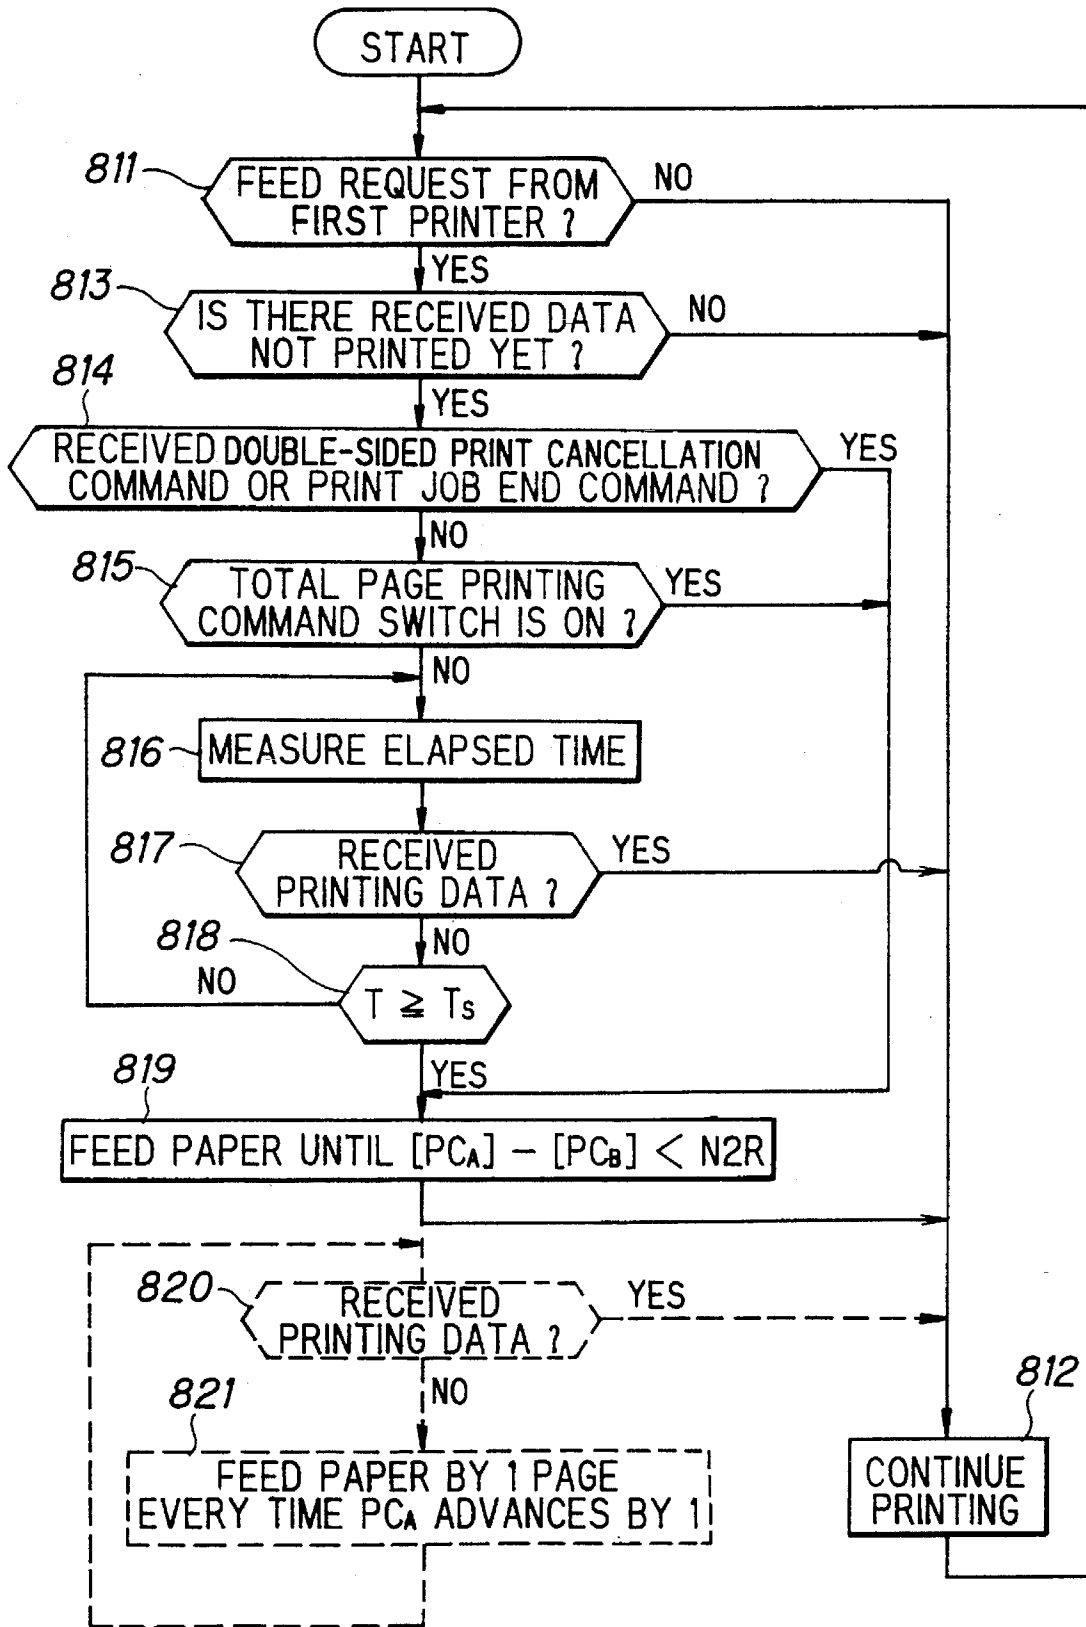 START
811
FEED REQUEST FROM
FIRST PRINTER ?
NO
YES
813
IS THERE RECEIVED DATA
NOT PRINTED YET ?
NO
814
YES
RECEIVED DOUBLE-SIDED PRINT CANCELLATION
COMMAND OR PRINT JOB END COMMAND ?
YES
NO
815
TOTAL PAGE PRINTING
COMMAND SWITCH IS ON ?
YES
NO
816
MEASURE ELAPSED TIME
817
RECEIVED
PRINTING DATA ?
YES
818
NO
NO
T ≧ Ts
819
YES
FEED PAPER UNTIL [PCA] - [PCB] < N2R
820
RECEIVED
PRINTING DATA ?
YES
821
NO
812
FEED PAPER BY 1 PAGE
EVERY TIME PCA ADVANCES BY 1
CONTINUE
PRINTING